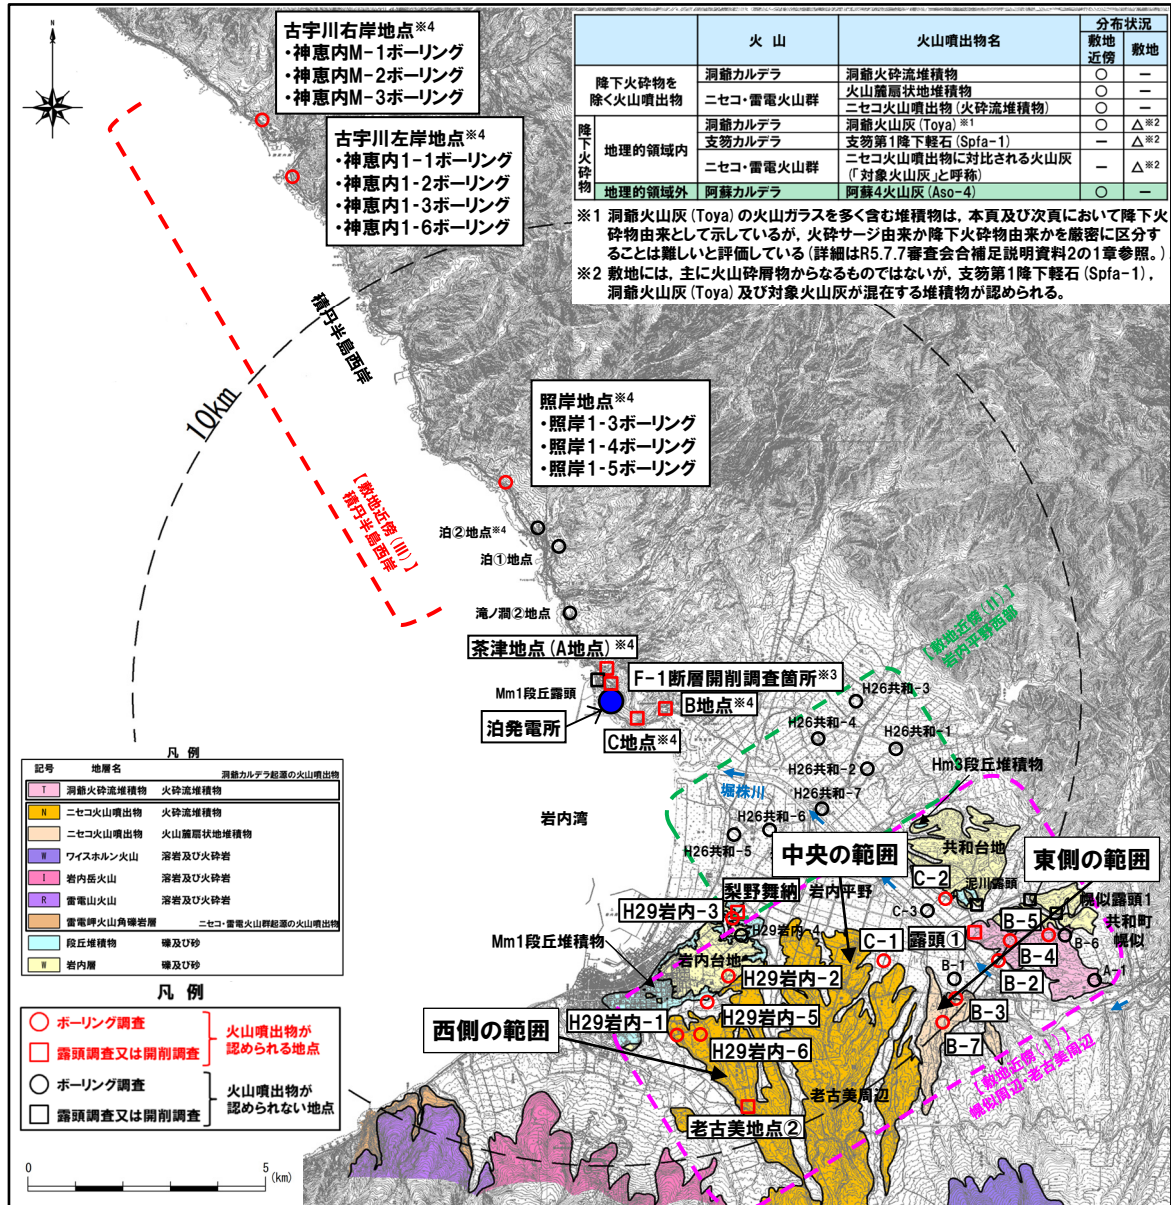 古宇川右岸地点※4
・神恵内M-1ボーリング
・神恵内M-2ボーリング
・神恵内M-3ボーリング
古宇川左岸地点※4
・神恵内1-1ボーリング
・神恵内1-2ボーリング
・神恵内1-3ボーリング
・神恵内1-6ボーリング
火山 火山噴出物名 分布状況
敷地近傍 敷地
降下火砕物を除く火山噴出物 洞爺カルデラ 洞爺火砕流堆積物 ○ －
ニセコ・雷電火山群 火山麓扇状地堆積物 ○ －
ニセコ火山噴出物(火砕流堆積物) ○ －
降下火砕物 地理的領域内 洞爺カルデラ 洞爺火山灰(Toya)※1 ○ △※2
支笏カルデラ 支笏第1降下軽石(Spfa-1) － △※2
ニセコ・雷電火山群 ニセコ火山噴出物に対比される火山灰(「対象火山灰」と呼称) － △※2
地理的領域外 阿蘇カルデラ 阿蘇4火山灰(Aso-4) ○ －
※1 洞爺火山灰(Toya)の火山ガラスを多く含む堆積物は，本頁及び次頁において降下火
砕物由来として示しているが，火砕サージ由来か降下火砕物由来かを厳密に区分す
ることは難しいと評価している(詳細はR5.7.7審査会合補足説明資料2の1章参照。)
※2 敷地には，主に火山砕屑物からなるものではないが，支笏第1降下軽石(Spfa-1)，
洞爺火山灰(Toya)及び対象火山灰が混在する堆積物が認められる。
N
積丹半島西岸
10km
【敷地近傍(Ⅲ)】
積丹半島西岸
照岸地点※4
・照岸1-3ボーリング
・照岸1-4ボーリング
・照岸1-5ボーリング
泊②地点※4
泊①地点
滝ノ澗②地点
茶津地点(A地点)※4
F-1断層開削調査箇所※3
Mm1段丘露頭
B地点※4
泊発電所
C地点※4
【敷地近傍(Ⅱ)】
岩内平野西部
H26共和-3
H26共和-4
H26共和-1
H26共和-2
Hm3段丘堆積物
堀株川
H26共和-7
H26共和-6
H26共和-5
岩内湾
中央の範囲
共和台地
東側の範囲
C-2
泥川露頭
梨野舞納
岩内平野
H29岩内-3
C-3
幌似露頭1
H29岩内-4
B-5
共和町
露頭①
B-6
幌似
Mm1段丘堆積物
C-1
B-4
岩内台地
H29岩内-2
B-1
B-2
A-1
H29岩内-5
B-3
H29岩内-1
西側の範囲
H29岩内-6
B-7
【敷地近傍(Ⅰ)】
幌似周辺・老古美周辺
老古美周辺
老古美地点②
凡例
記号 地層名 洞爺カルデラ起源の火山噴出物
T 洞爺火砕流堆積物 火砕流堆積物
N ニセコ火山噴出物 火砕流堆積物
ニセコ火山噴出物 火山麓扇状地堆積物
W ワイスホルン火山 溶岩及び火砕岩
I 岩内岳火山 溶岩及び火砕岩
R 雷電山火山 溶岩及び火砕岩
雷電岬火山角礫岩層 ニセコ・雷電火山群起源の火山噴出物
段丘堆積物 礫及び砂
W 岩内層 礫及び砂
凡例
ボーリング調査
露頭調査又は開削調査
火山噴出物が
認められる地点
ボーリング調査
露頭調査又は開削調査
火山噴出物が
認められない地点
0 5
(km)